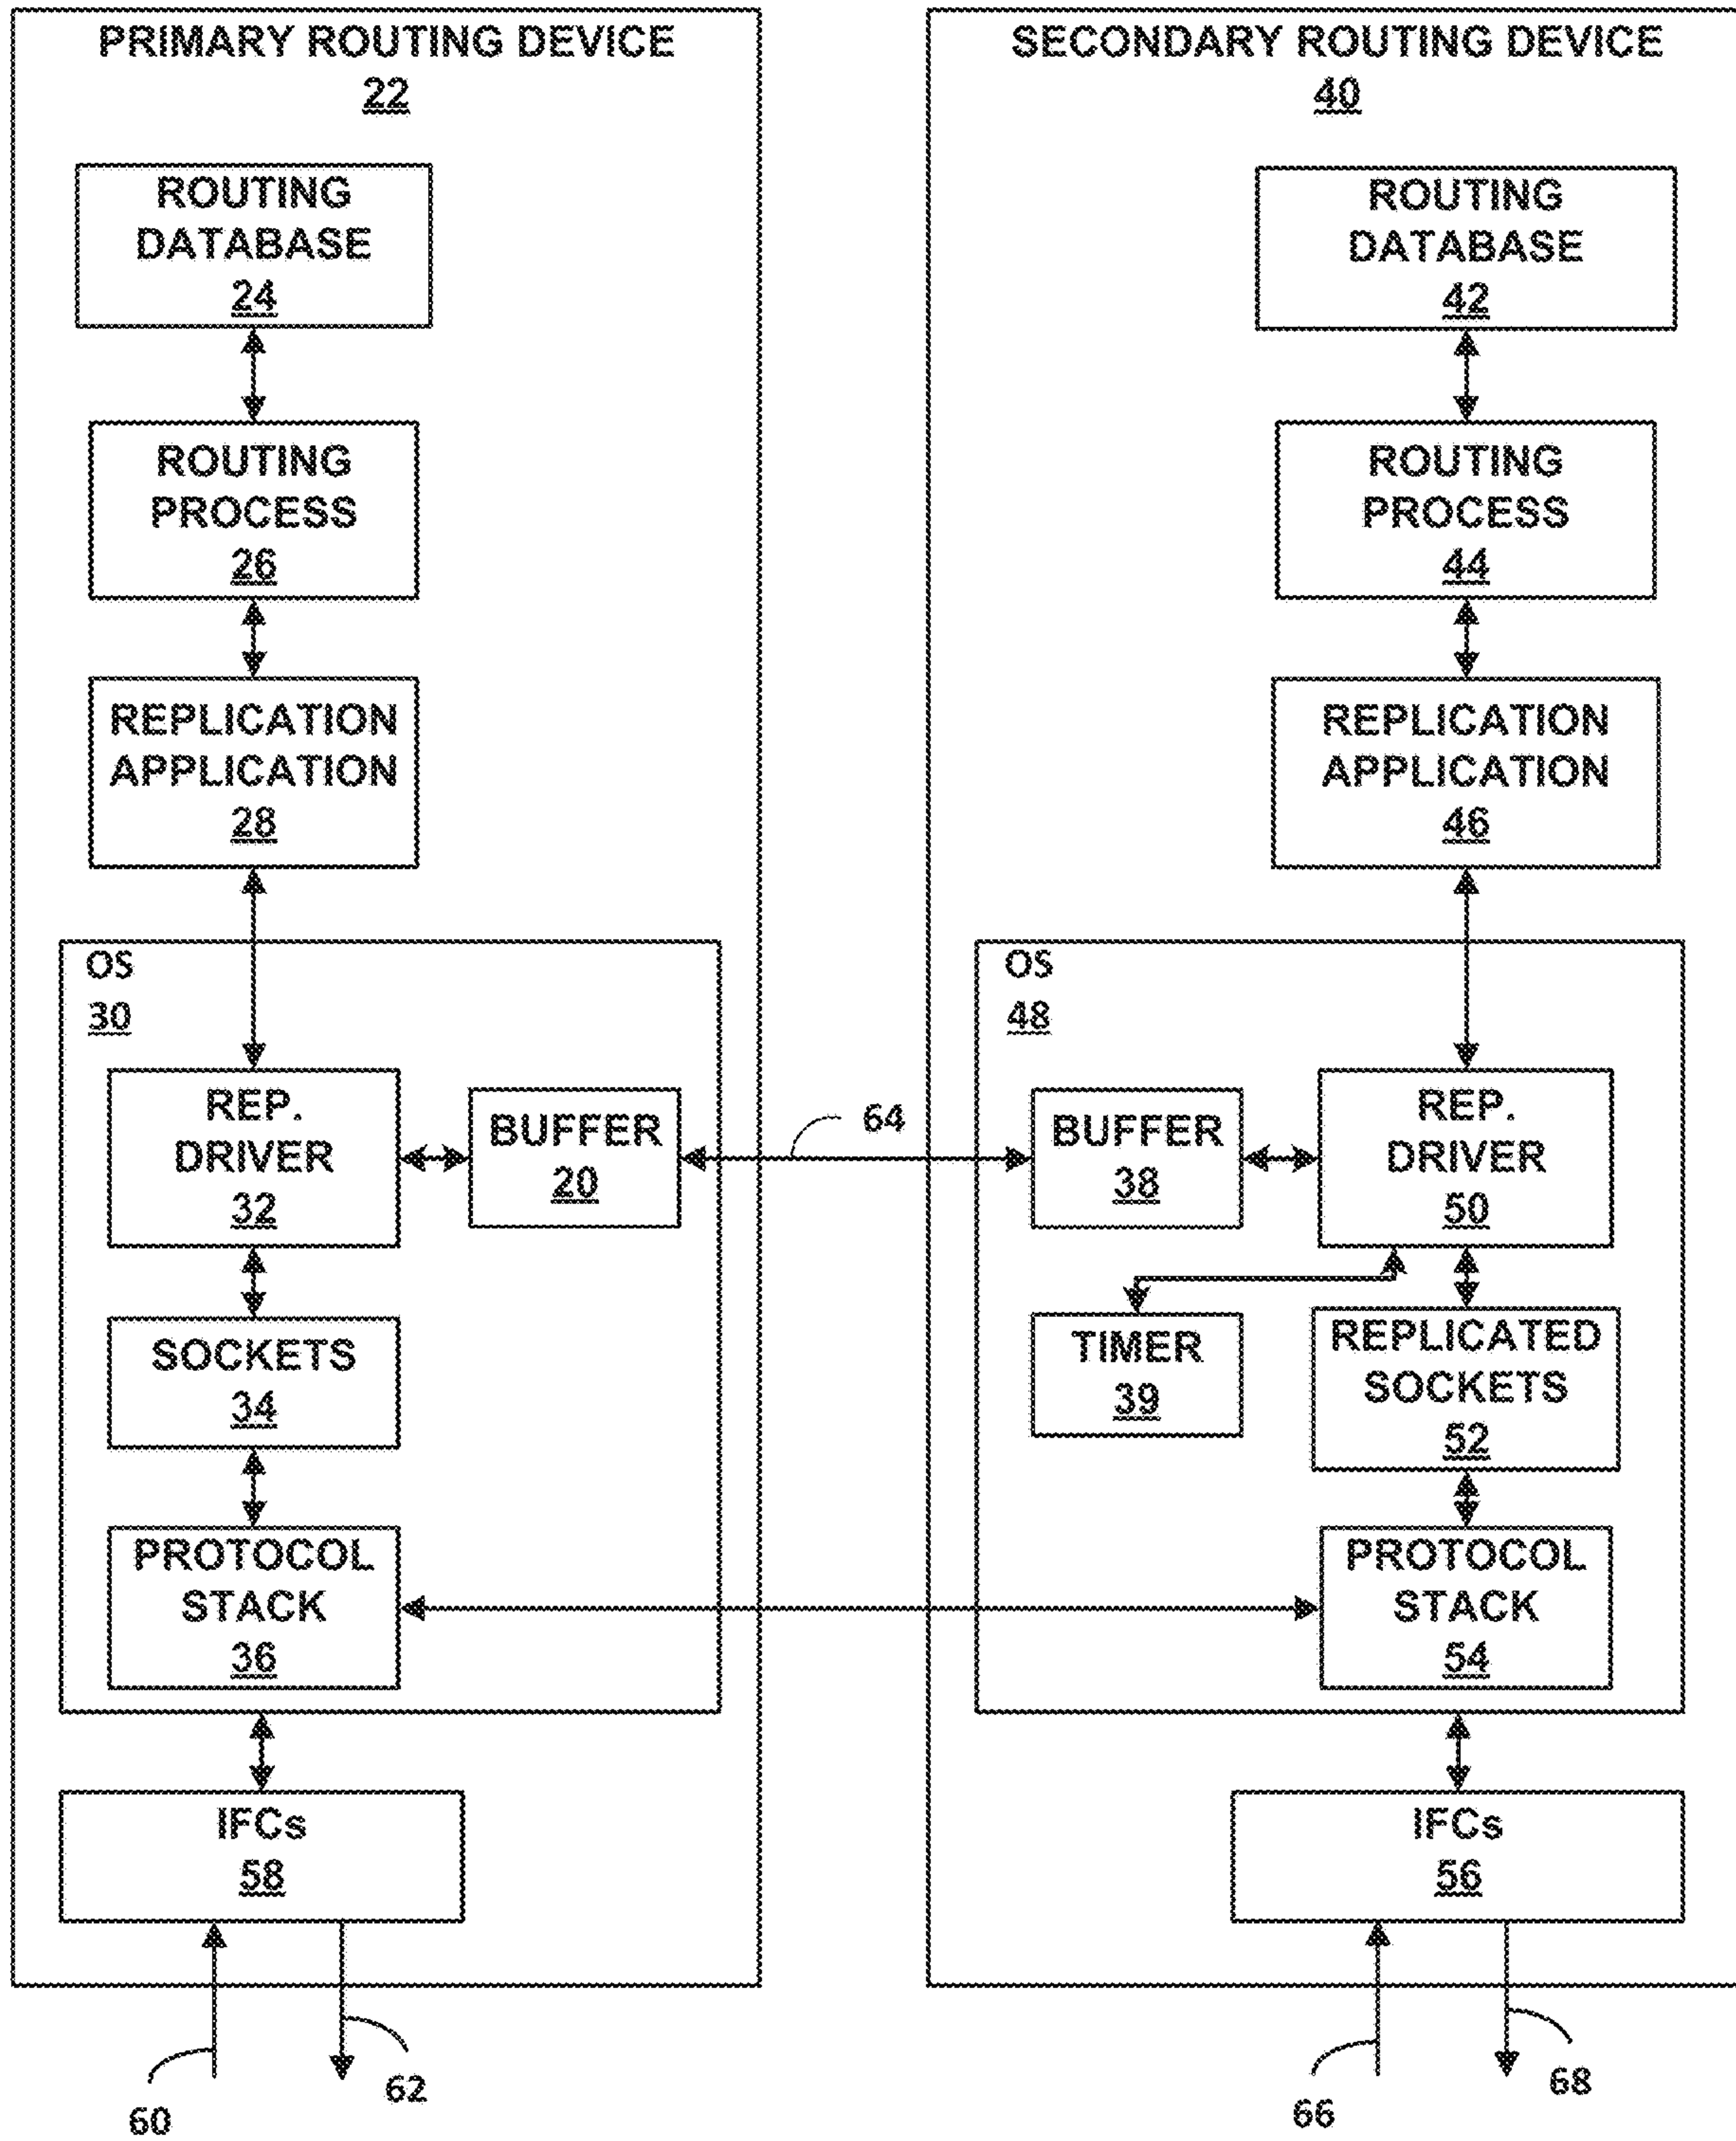 PRIMARY ROUTING DEVICE
22
ROUTING
DATABASE
24
ROUTING
PROCESS
26
REPLICATION
APPLICATION
28
OS
30
REP.
DRIVER
32
BUFFER
20
SOCKETS
34
PROTOCOL
STACK
36
IFCs
58
60
62
64
SECONDARY ROUTING DEVICE
40
ROUTING
DATABASE
42
ROUTING
PROCESS
44
REPLICATION
APPLICATION
46
OS
48
BUFFER
38
REP.
DRIVER
50
TIMER
39
REPLICATED
SOCKETS
52
PROTOCOL
STACK
54
IFCs
56
66
68